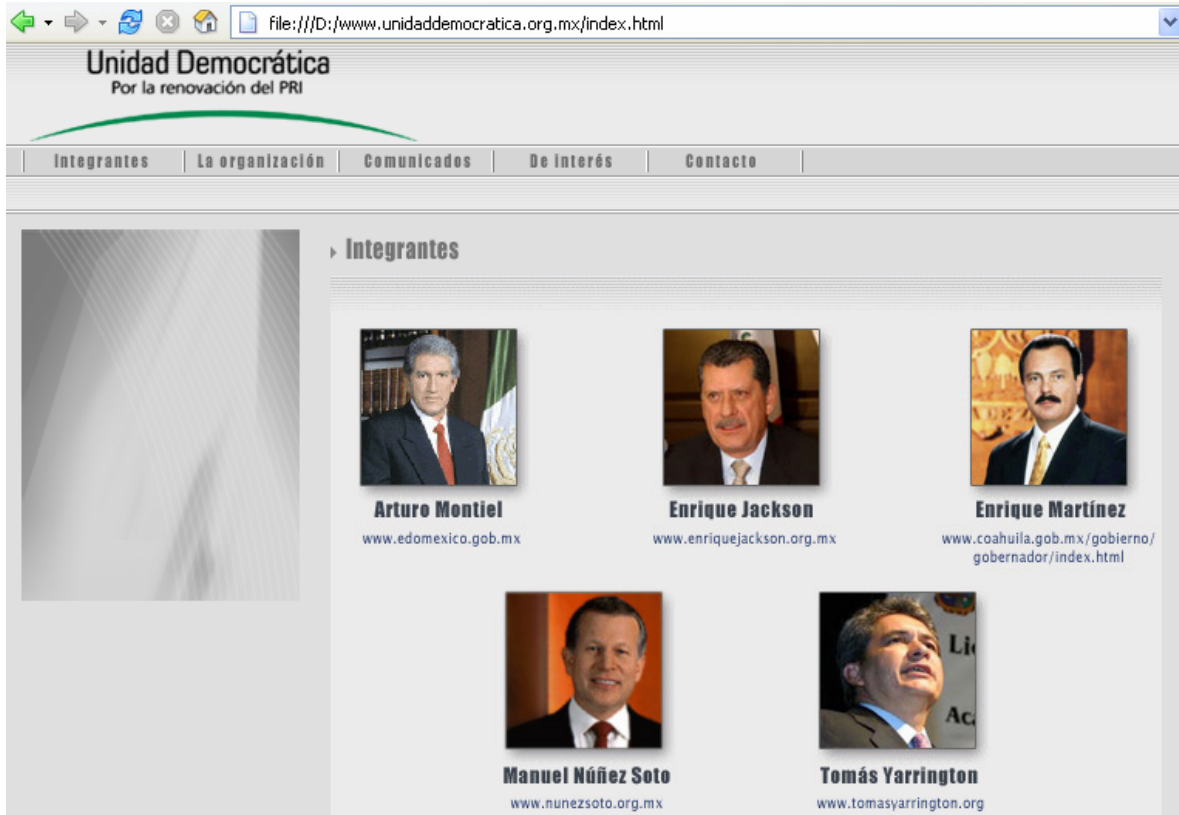 file:///D:/www.unidaddemocratica.org.mx/index.html
Unidad Democrática
Por la renovación del PRI
Integrantes
La organización
Comunicados
De interés
Contacto
Integrantes
Arturo Montiel
www.edomexico.gob.mx
Enrique Jackson
www.enriquejackson.org.mx
Enrique Martínez
www.coahuila.gob.mx/gobierno/
gobernador/index.html
Manuel Núñez Soto
www.nunezsoto.org.mx
Tomás Yarrington
www.tomasyarrington.org